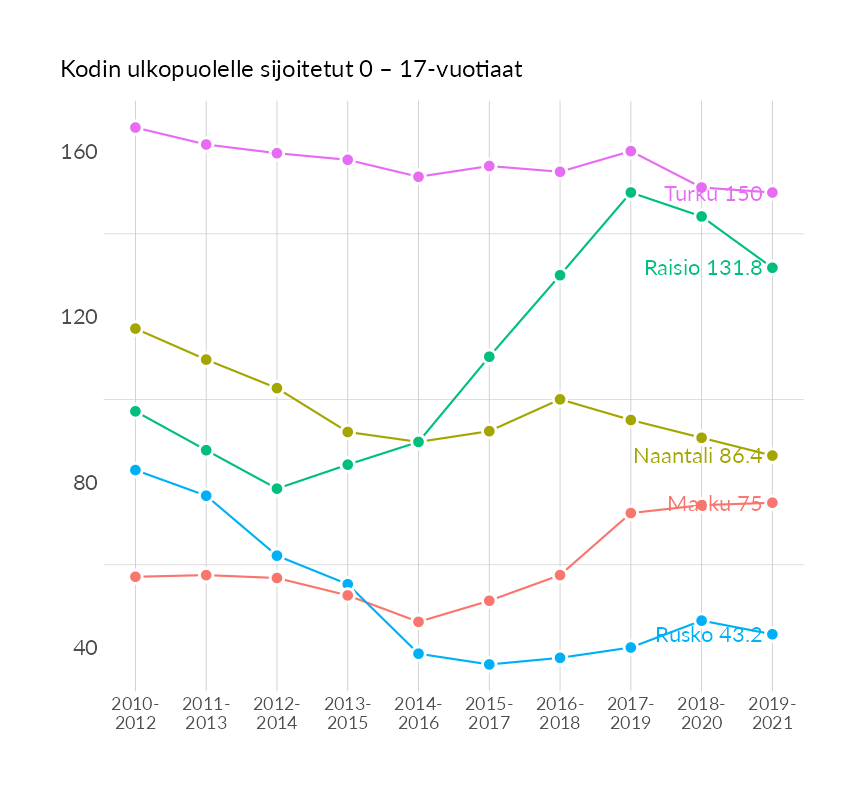 Kodin ulkopuolelle sijoitetut 0 – 17-vuotiaat
160
Turku 150
Raisio 131.8
120
Naantali 86.4
80
Masku 75
Rusko 43.2
40
2010- 2011- 2012- 2013- 2014- 2015- 2016- 2017- 2018- 2019-
2012 2013 2014 2015 2016 2017 2018 2019 2020 2021